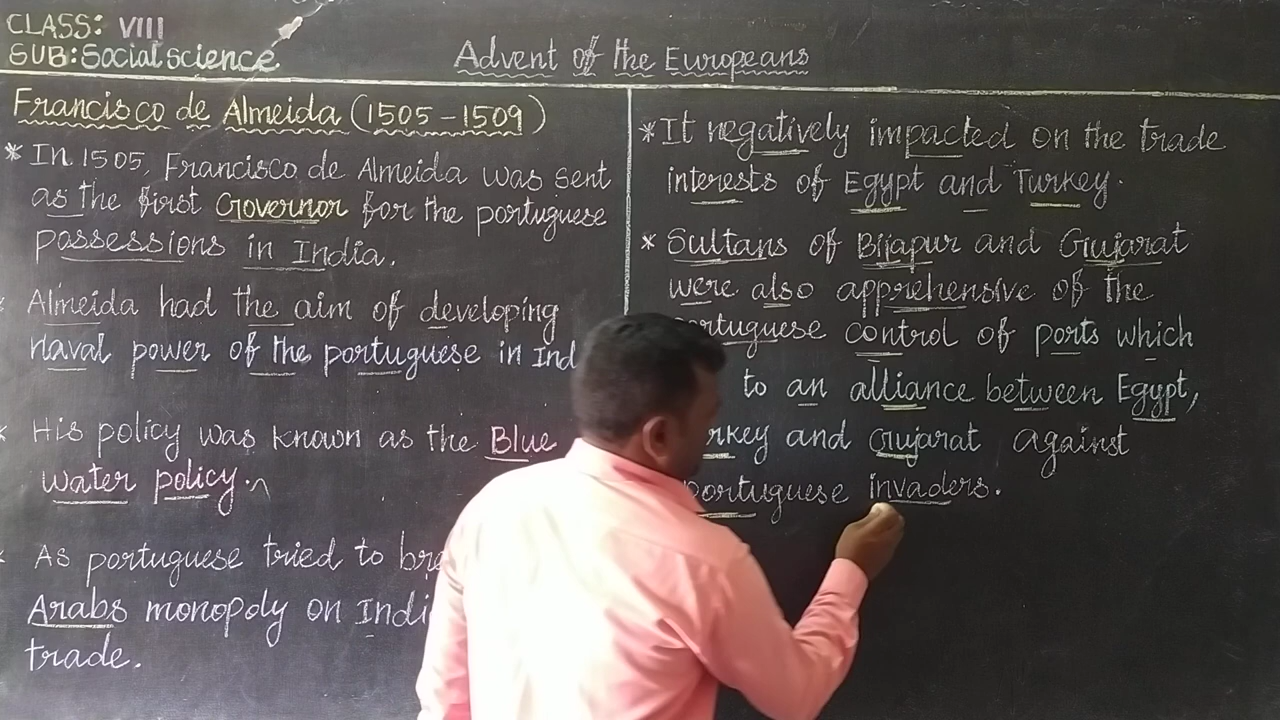 CLASS: VIII
SUB: Social science
Advent of the Europeans
Francisco de Almeida (1505-1509)
* In 1505, Francisco de Almeida was sent
as the first Governor for the portuguese
possessions in India.
Almeida had the aim of developing
naval power of the portuguese in Ind
* His policy was known as the Blue
water policy.
* As portuguese tried to bre
Arabs monopoly on Indi
trade.
* It negatively impacted on the trade
interests of Egypt and Turkey.
* Sultans of Bijapur and Gujarat
were also apprehensive of the
ortuguese control of ports which
to an alliance between Egypt,
rkey and Gujarat against
portuguese invaders.